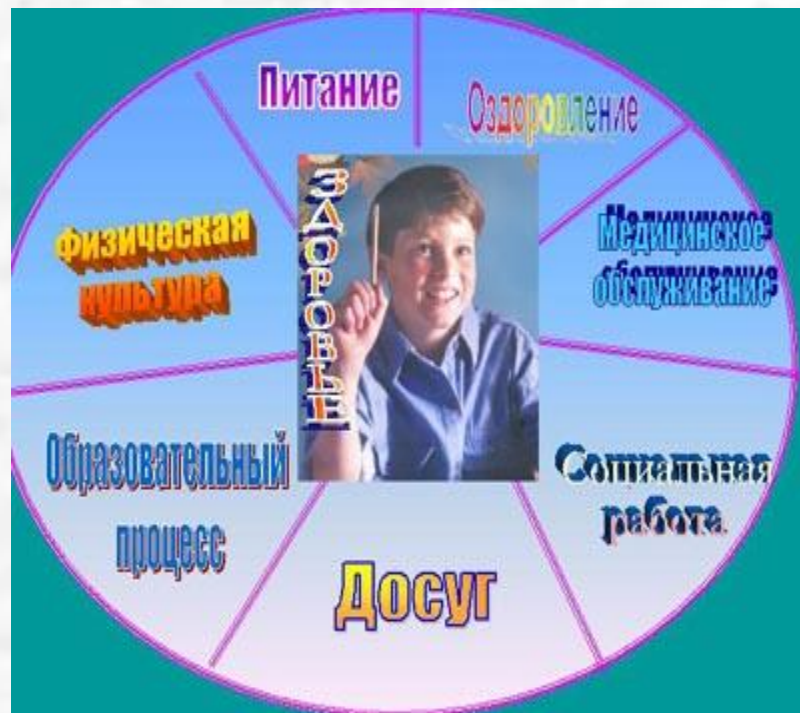 Питание
Оздоровление
ЗДОРОВЬЕ
Физическая
культура
Медицинское
обслуживание
Образовательный
процесс
Социальная
работа
Досуг